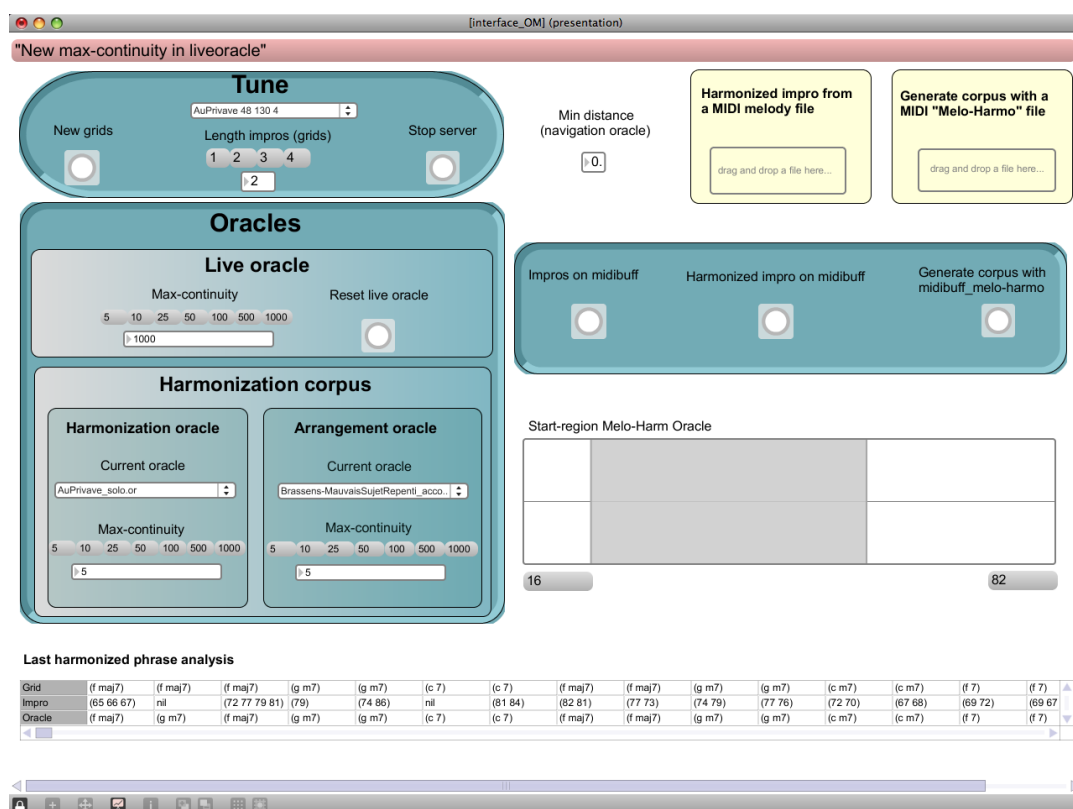 [interface_OM] (presentation)
"New max-continuity in liveoracle"
Tune
AuPrivave 48 130 4
New grids
Length impros (grids)
Stop server
1 2 3 4
2
Min distance
(navigation oracle)
0.
Harmonized impro from
a MIDI melody file
drag and drop a file here...
Generate corpus with a
MIDI "Melo-Harmo" file
drag and drop a file here...
Oracles
Live oracle
Max-continuity
Reset live oracle
5 10 25 50 100 500 1000
1000
Impros on midibuff
Harmonized impro on midibuff
Generate corpus with
midibuff_melo-harmo
Harmonization corpus
Harmonization oracle
Current oracle
AuPrivave_solo.or
Max-continuity
5 10 25 50 100 500 1000
5
Arrangement oracle
Current oracle
Brassens-MauvaisSujetRepenti_acco..
Max-continuity
5 10 25 50 100 500 1000
5
Start-region Melo-Harm Oracle
16
82
Last harmonized phrase analysis
Grid (f maj7) (f maj7) (f maj7) (g m7) (g m7) (c 7) (c 7) (f maj7) (f maj7) (g m7) (g m7) (c m7) (c m7) (f 7) (f 7)
Impro (65 66 67) nil (72 77 79 81) (79) (74 86) nil (81 84) (82 81) (77 73) (74 79) (77 76) (72 70) (67 68) (69 72) (69 67
Oracle (f maj7) (g m7) (f maj7) (g m7) (g m7) (c 7) (c 7) (f maj7) (f maj7) (g m7) (g m7) (c m7) (c m7) (f 7) (f 7)